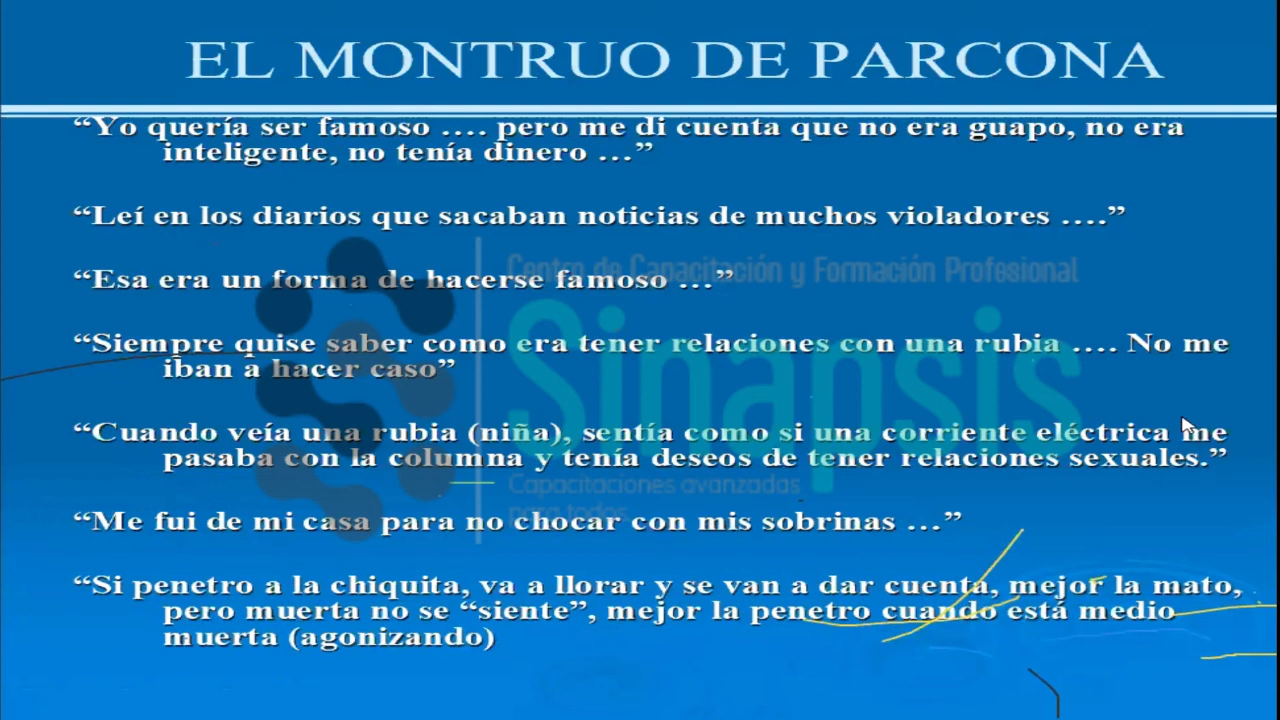 EL MONTRUO DE PARCONA
“Yo quería ser famoso …. pero me di cuenta que no era guapo, no era
inteligente, no tenía dinero …”
“Leí en los diarios que sacaban noticias de muchos violadores ….”
“Esa era un forma de hacerse famoso …”
“Siempre quise saber como era tener relaciones con una rubia …. No me
iban a hacer caso”
“Cuando veía una rubia (niña), sentía como si una corriente eléctrica me
pasaba con la columna y tenía deseos de tener relaciones sexuales.”
“Me fui de mi casa para no chocar con mis sobrinas …”
“Si penetro a la chiquita, va a llorar y se van a dar cuenta, mejor la mato,
pero muerta no se “siente”, mejor la penetro cuando está medio
muerta (agonizando)
Centro de Capacitación y Formación Profesional
Sinapsis
Capacitaciones avanzadas
para todos